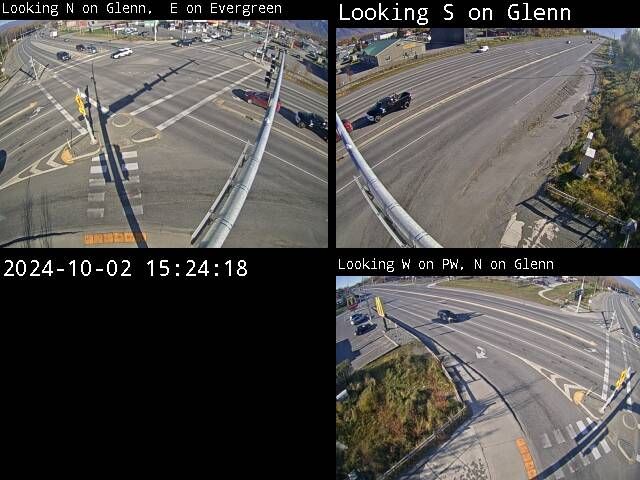 Looking N on Glenn,  E on Evergreen
Looking S on Glenn
2024-10-02 15:24:18
Looking W on PW, N on Glenn